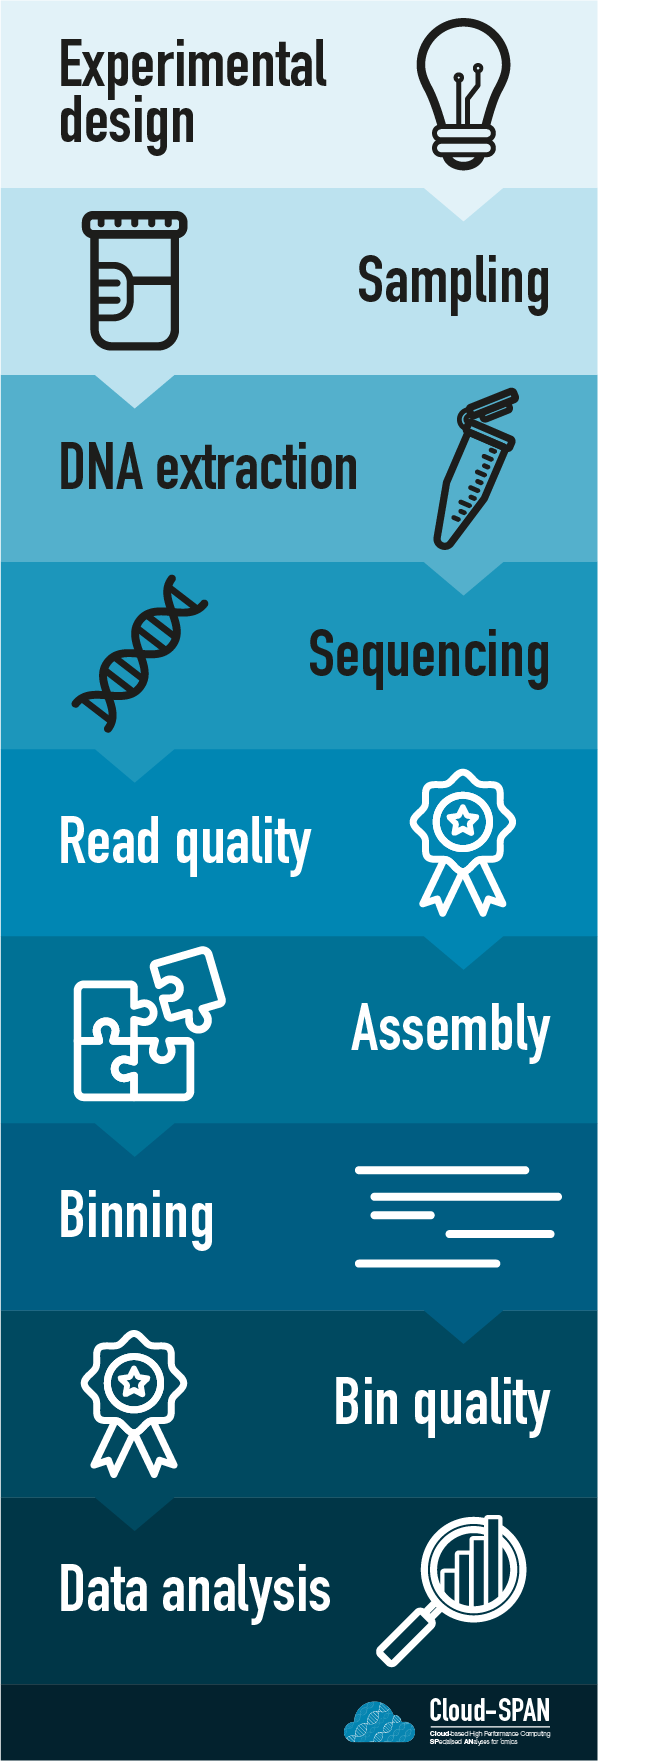 Experimental
design
Sampling
DNA extraction
Sequencing
Read quality
Assembly
Binning
Bin quality
Data analysis
Cloud-SPAN
Cloud-based High Performance Computing
SPecialised ANalyses for 'omics